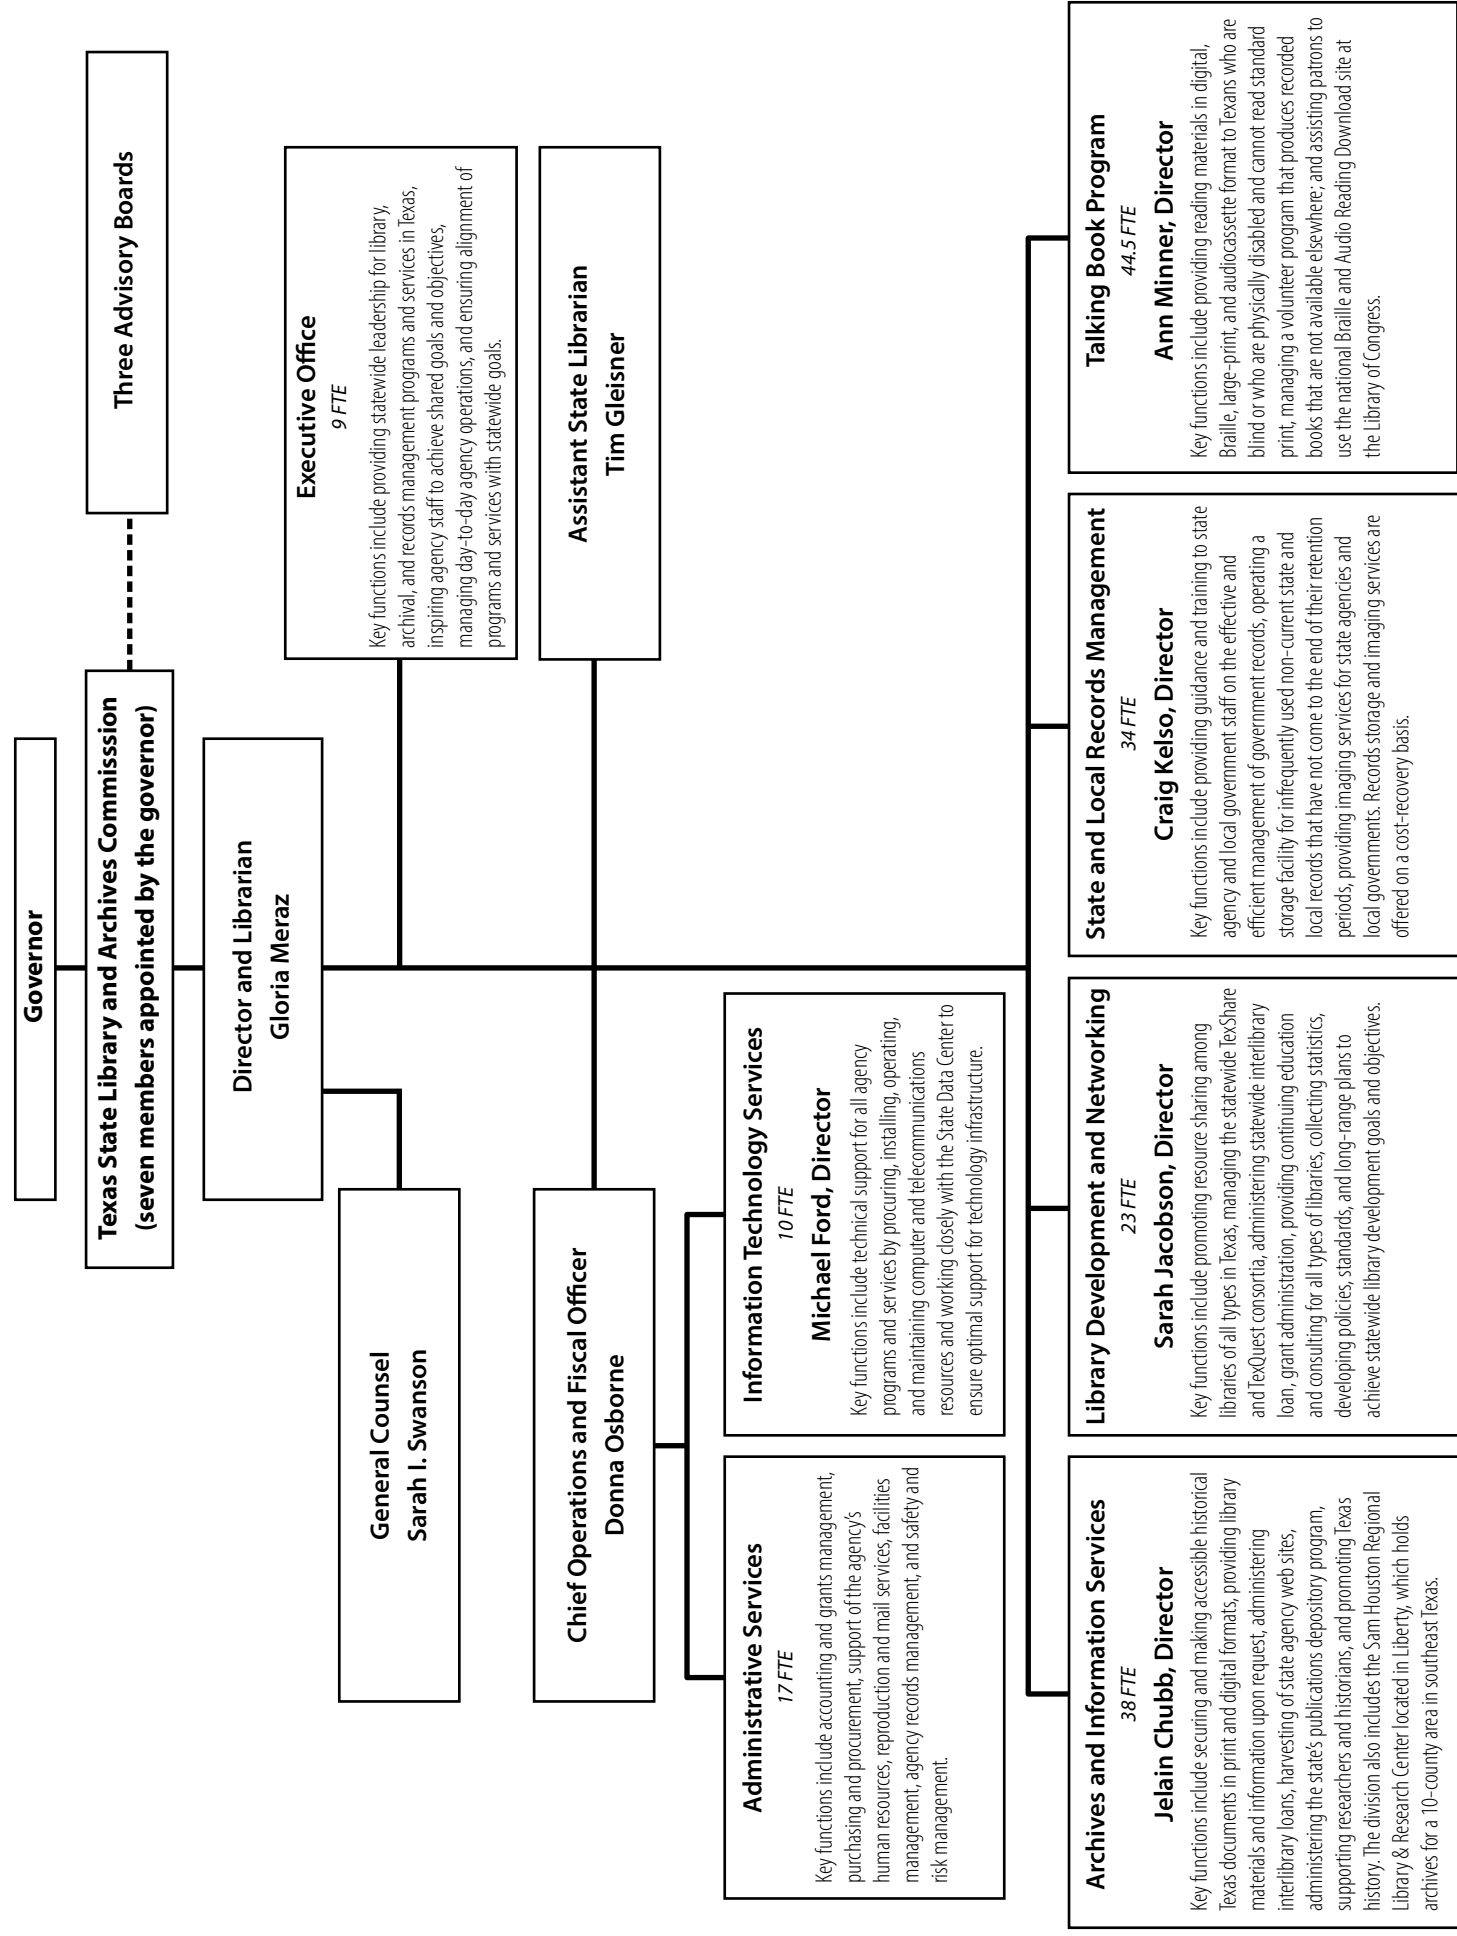 Governor
Texas State Library and Archives Commisssion
(seven members appointed by the governor)
Three Advisory Boards
Director and Librarian
Gloria Meraz
General Counsel
Sarah I. Swanson
Executive Office
9 FTE
Key functions include providing statewide leadership for library,
archival, and records management programs and services in Texas,
inspiring agency staff to achieve shared goals and objectives,
managing day-to-day agency operations, and ensuring alignment of
programs and services with statewide goals.
Chief Operations and Fiscal Officer
Donna Osborne
Assistant State Librarian
Tim Gleisner
Administrative Services
17 FTE
Key functions include accounting and grants management,
purchasing and procurement, support of the agency's
human resources, reproduction and mail services, facilities
management, agency records management, and safety and
risk management.
Information Technology Services
10 FTE
Michael Ford, Director
Key functions include technical support for all agency
programs and services by procuring, installing, operating,
and maintaining computer and telecommunications
resources and working closely with the State Data Center to
ensure optimal support for technology infrastructure.
Archives and Information Services
38 FTE
Jelain Chubb, Director
Key functions include securing and making accessible historical
Texas documents in print and digital formats, providing library
materials and information upon request, administering
interlibrary loans, harvesting of state agency web sites,
administering the state's publications depository program,
supporting researchers and historians, and promoting Texas
history. The division also includes the Sam Houston Regional
Library & Research Center located in Liberty, which holds
archives for a 10-county area in southeast Texas.
Library Development and Networking
23 FTE
Sarah Jacobson, Director
Key functions include promoting resource sharing among
libraries of all types in Texas, managing the statewide TexShare
and TexQuest consortia, administering statewide interlibrary
loan, grant administration, providing continuing education
and consulting for all types of libraries, collecting statistics,
developing policies, standards, and long-range plans to
achieve statewide library development goals and objectives.
State and Local Records Management
34 FTE
Craig Kelso, Director
Key functions include providing guidance and training to state
agency and local government staff on the effective and
efficient management of government records, operating a
storage facility for infrequently used non-current state and
local records that have not come to the end of their retention
periods, providing imaging services for state agencies and
local governments. Records storage and imaging services are
offered on a cost-recovery basis.
Talking Book Program
44.5 FTE
Ann Minner, Director
Key functions include providing reading materials in digital,
Braille, large-print, and audiocassette format to Texans who are
blind or who are physically disabled and cannot read standard
print, managing a volunteer program that produces recorded
books that are not available elsewhere; and assisting patrons to
use the national Braille and Audio Reading Download site at
the Library of Congress.